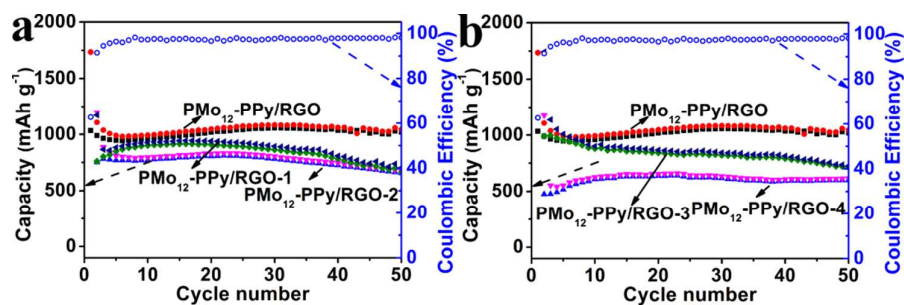 a
2000
1500
1000
500
0
Capacity (mAh g⁻¹)
0 10 20 30 40 50
Cycle number
100
80
60
40
20
0
Coulombic Efficiency (%)
PMo₁₂-PPy/RGO
PMo₁₂-PPy/RGO-1
PMo₁₂-PPy/RGO-2
b
2000
1500
1000
500
0
Capacity (mAh g⁻¹)
0 10 20 30 40 50
Cycle number
100
80
60
40
20
0
Coulombic Efficiency (%)
PMo₁₂-PPy/RGO
PMo₁₂-PPy/RGO-3
PMo₁₂-PPy/RGO-4